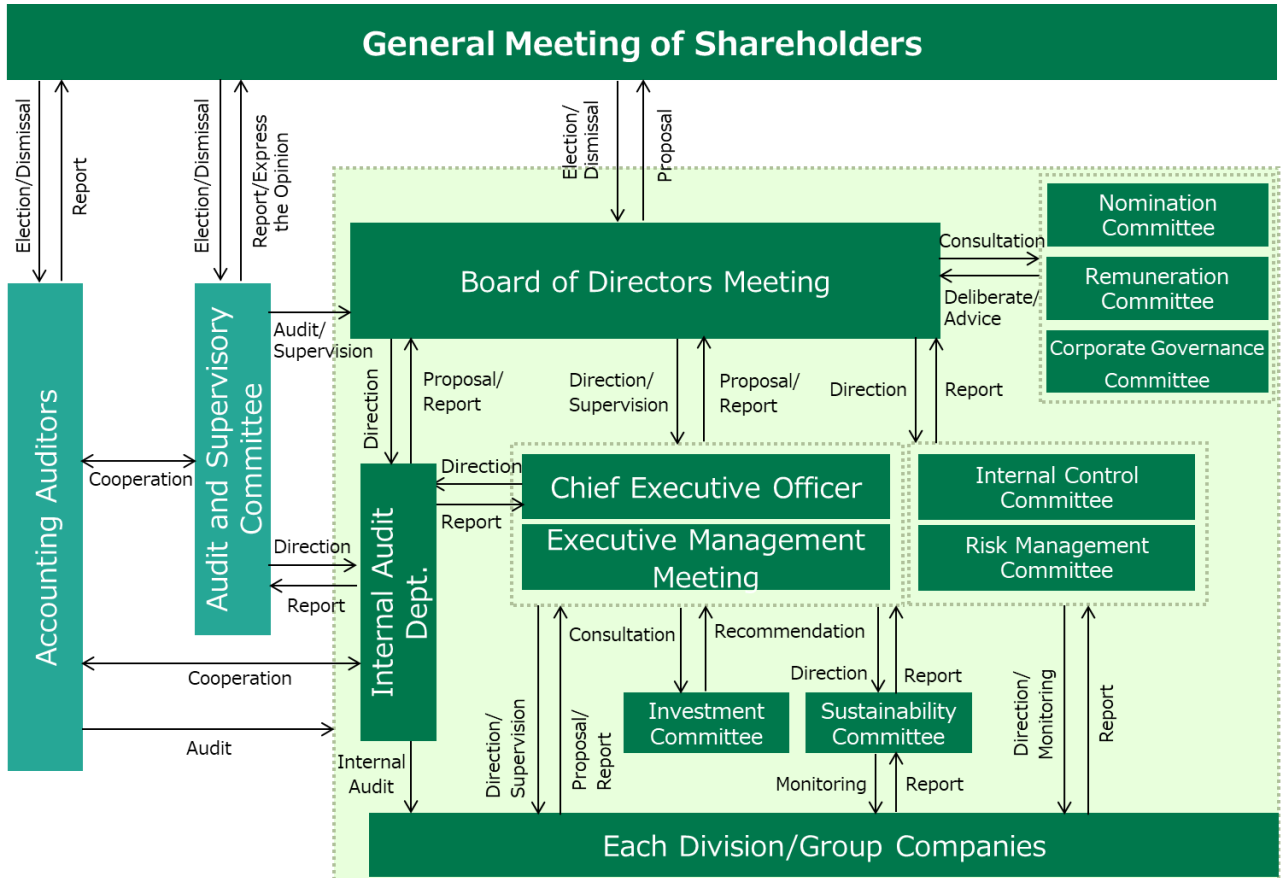 General Meeting of Shareholders
Election/Dismissal
Report
Election/Dismissal
Report/Express
the Opinion
Election/
Dismissal
Proposal
Nomination
Committee
Consultation
Board of Directors Meeting
Remuneration
Committee
Deliberate/
Advice
Corporate Governance
Committee
Accounting Auditors
Audit and Supervisory
Committee
Audit/
Supervision
Direction
Proposal/
Report
Direction/
Supervision
Proposal/
Report
Direction
Report
Cooperation
Internal Audit
Dept.
Direction
Report
Chief Executive Officer
Executive Management
Meeting
Internal Control
Committee
Risk Management
Committee
Direction
Report
Cooperation
Audit
Internal
Audit
Direction/
Supervision
Proposal/
Report
Consultation
Recommendation
Direction
Report
Investment
Committee
Sustainability
Committee
Monitoring
Report
Direction/
Monitoring
Report
Each Division/Group Companies